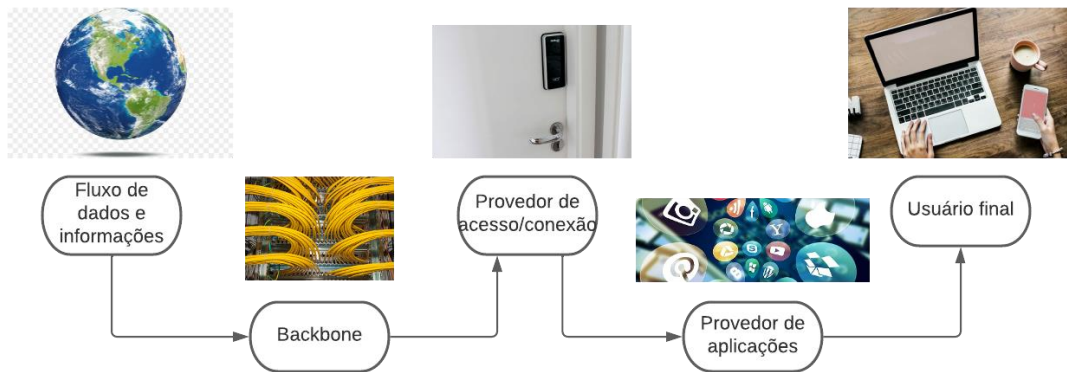 Fluxo de
dados e
informações
Backbone
Provedor de
acesso/conexão
Provedor de
aplicações
Usuário final